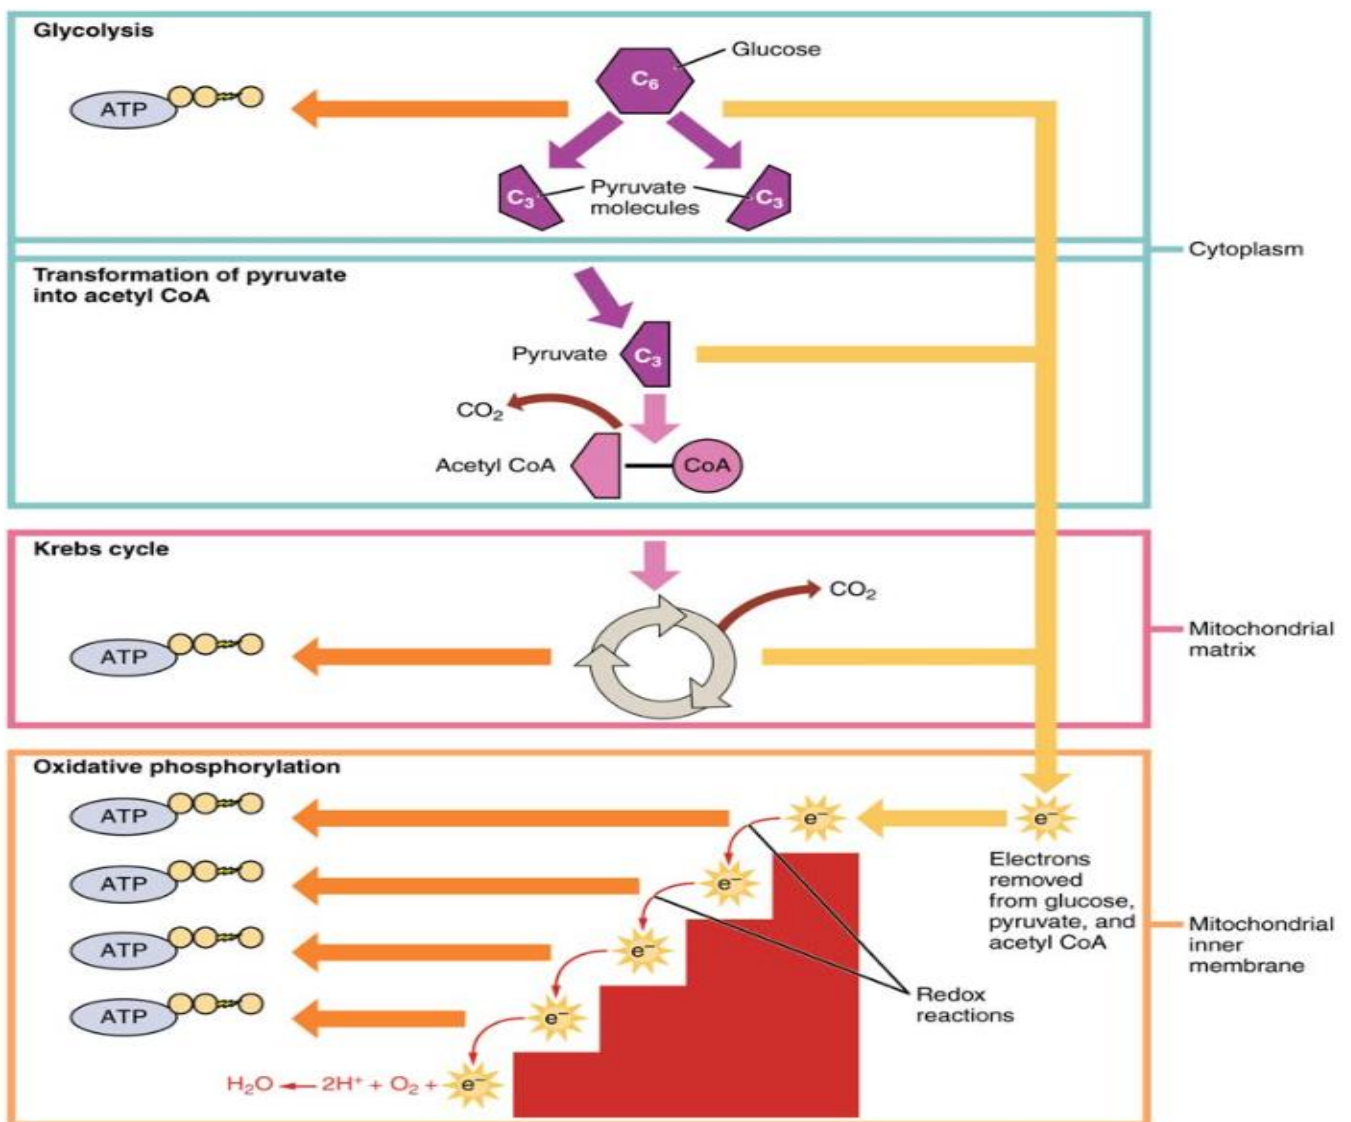 Glycolysis
Glucose
C6
ATP
C3
Pyruvate
molecules
C3
Cytoplasm
Transformation of pyruvate
into acetyl CoA
Pyruvate
C3
CO2
Acetyl CoA
CoA
Krebs cycle
CO2
ATP
Mitochondrial
matrix
Oxidative phosphorylation
ATP
e−
e−
Electrons
removed
from glucose,
pyruvate, and
acetyl CoA
ATP
e−
Mitochondrial
inner
membrane
ATP
e−
Redox
reactions
ATP
e−
H2O ← 2H+ + O2 + e−